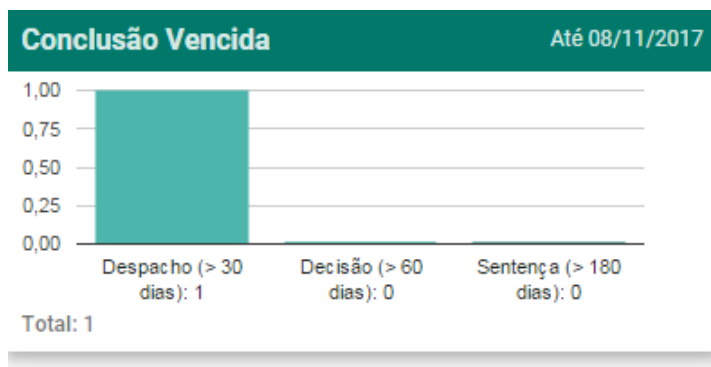 Conclusão Vencida
Até 08/11/2017
1,00
0,75
0,50
0,25
0,00
Despacho (> 30
dias): 1
Decisão (> 60
dias): 0
Sentença (> 180
dias): 0
Total: 1